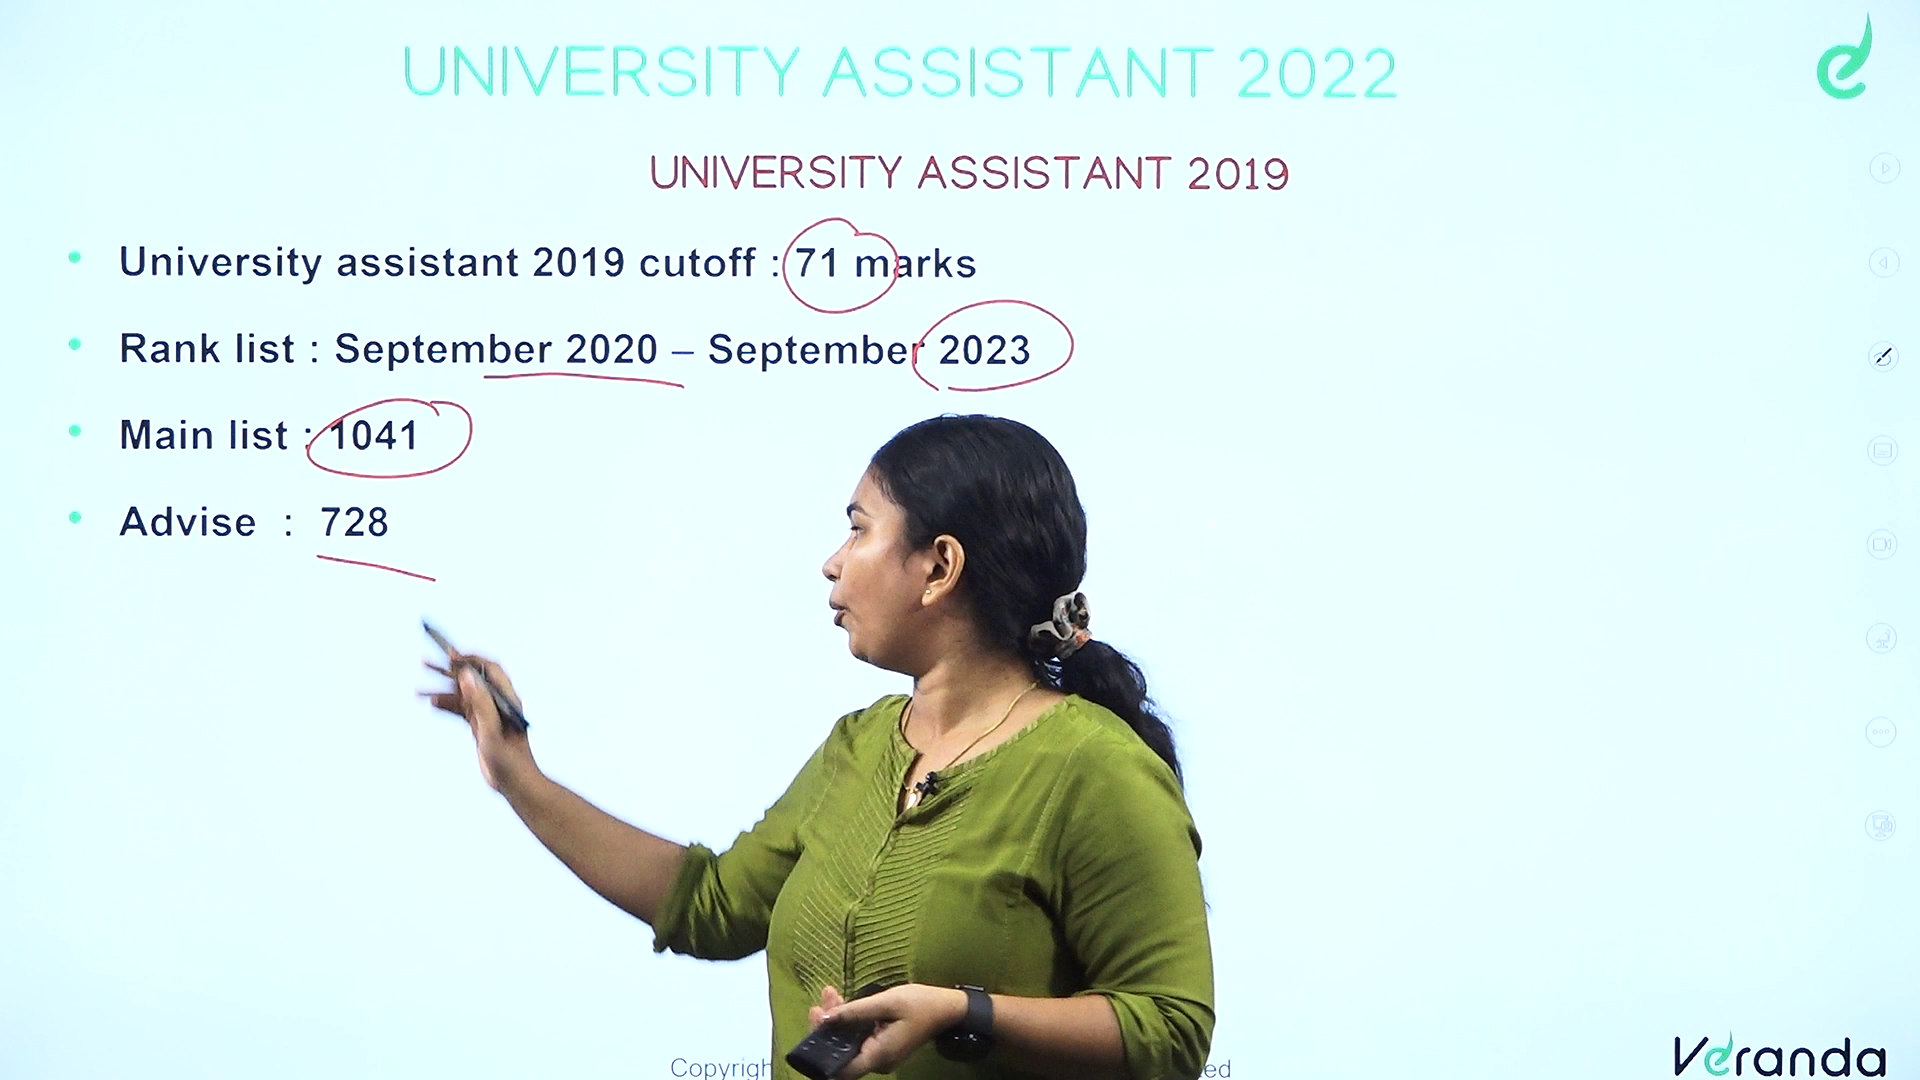 UNIVERSITY ASSISTANT 2022
UNIVERSITY ASSISTANT 2019
• University assistant 2019 cutoff : 71 marks
• Rank list : September 2020 – September 2023
• Main list : 1041
• Advise : 728
Veranda